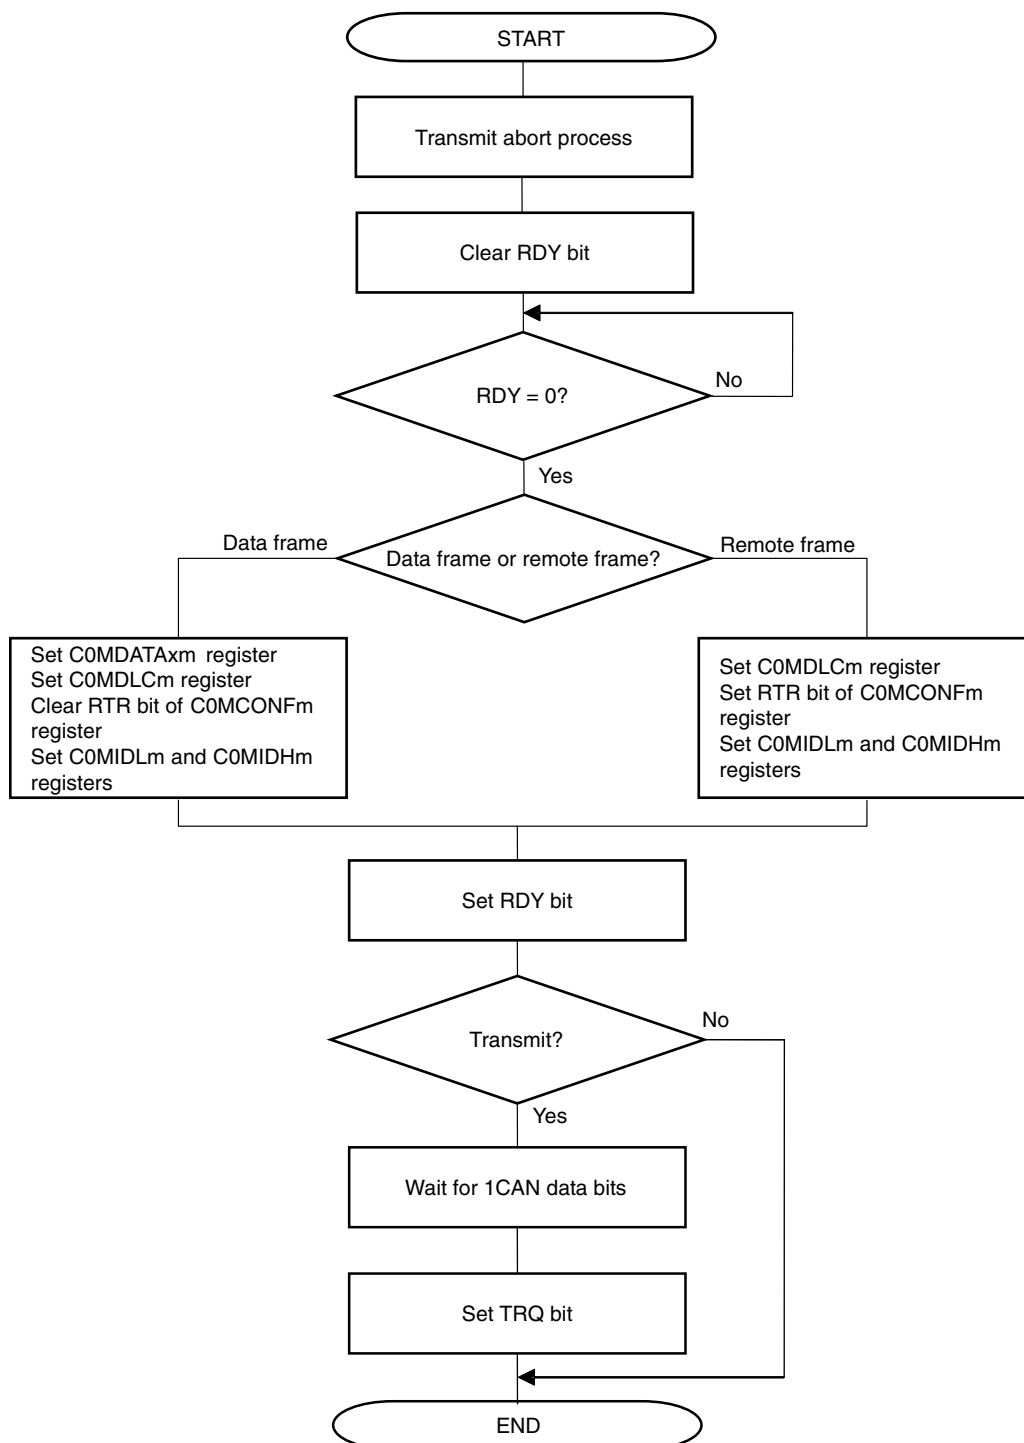 START
Transmit abort process
Clear RDY bit
RDY = 0?
No
Yes
Data frame
Data frame or remote frame?
Remote frame
Set C0MDATAxm register
Set C0MDLCm register
Clear RTR bit of C0MCONFm
register
Set C0MIDLm and C0MIDHm
registers
Set C0MDLCm register
Set RTR bit of C0MCONFm
register
Set C0MIDLm and C0MIDHm
registers
Set RDY bit
Transmit?
No
Yes
Wait for 1CAN data bits
Set TRQ bit
END